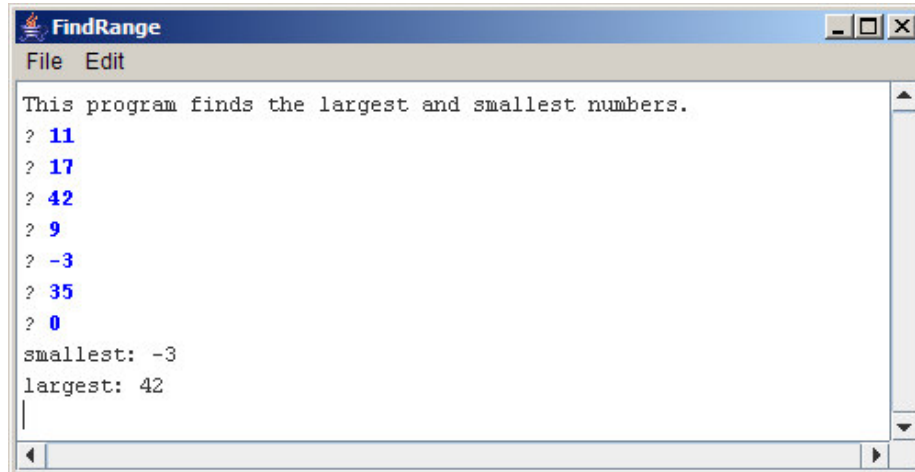 FindRange
File Edit
This program finds the largest and smallest numbers.
? 11
? 17
? 42
? 9
? -3
? 35
? 0
smallest: -3
largest: 42